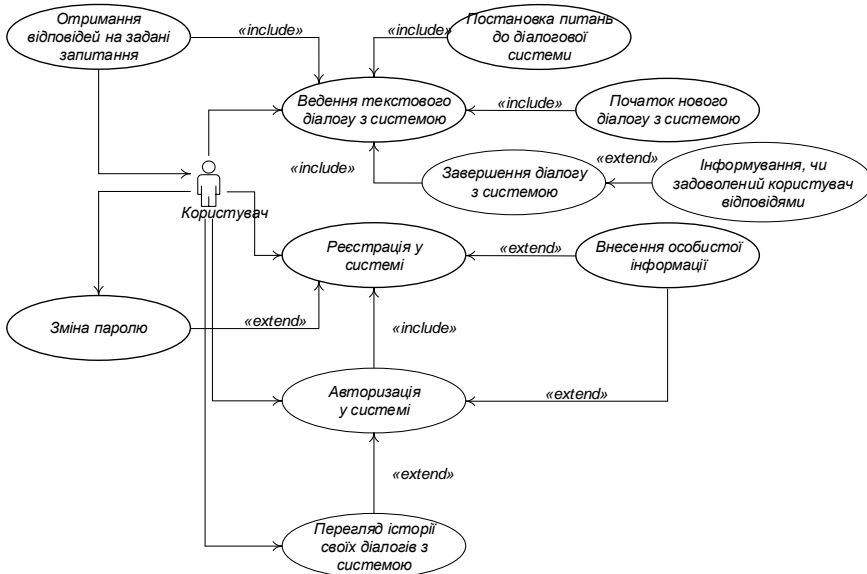 Отримання
відповідей на задані
запитання
«include»
«include»
Постановка питань
до діалогової
системи
Ведення текстового
діалогу з системою
«include»
Початок нового
діалогу з системою
«include»
Завершення діалогу
з системою
«extend»
Інформування, чи
задоволений користувач
відповідями
Користувач
Реєстрація у
системі
«extend»
Внесення особистої
інформації
Зміна паролю
«extend»
«include»
Авторизація
у системі
«extend»
«extend»
Перегляд історії
своїх діалогів з
системою